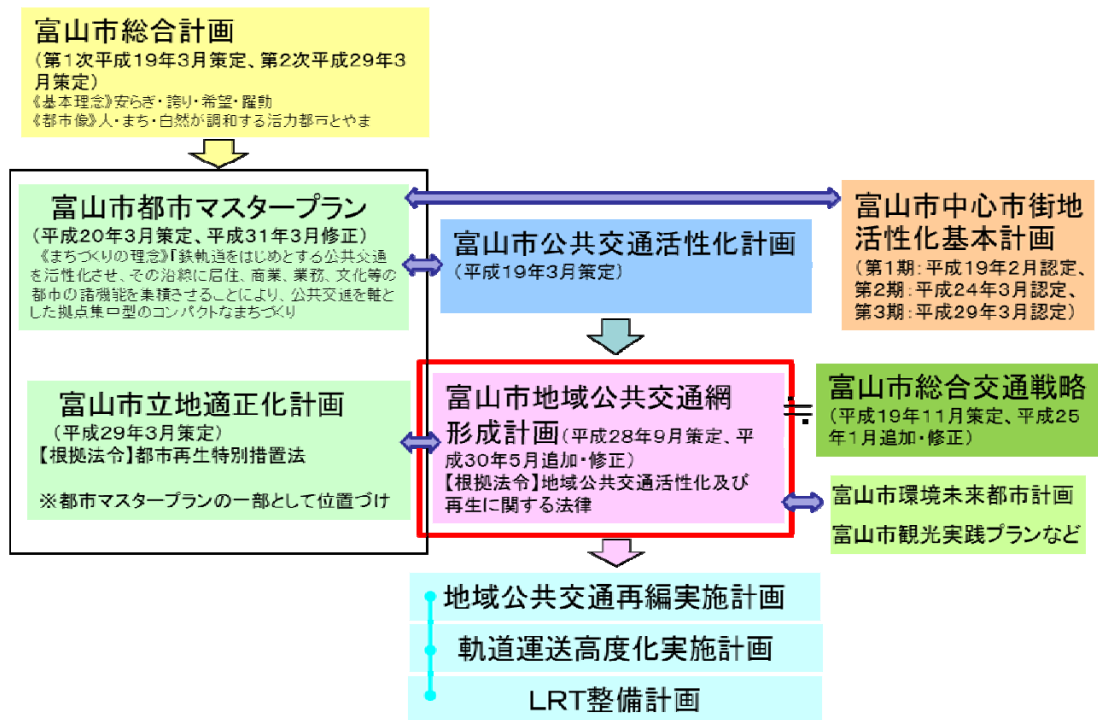 富山市総合計画
（第1次平成19年3月策定、第2次平成29年3
月策定）
《基本理念》安らぎ・誇り・希望・躍動
《都市像》人・まち・自然が調和する活力都市とやま
富山市都市マスタープラン
（平成20年3月策定、平成31年3月修正）
《まちづくりの理念》「鉄軌道をはじめとする公共交通
を活性化させ、その沿線に居住、商業、業務、文化等の
都市の諸機能を集積させることにより、公共交通を軸と
した拠点集中型のコンパクトなまちづくり
富山市公共交通活性化計画
（平成19年3月策定）
富山市中心市街地
活性化基本計画
（第1期：平成19年2月認定、
第2期：平成24年3月認定、
第3期：平成29年3月認定）
富山市立地適正化計画
（平成29年3月策定）
【根拠法令】都市再生特別措置法
※都市マスタープランの一部として位置づけ
富山市地域公共交通網
形成計画（平成28年9月策定、平
成30年5月追加・修正）
【根拠法令】地域公共交通活性化及び
再生に関する法律
≒
富山市総合交通戦略
（平成19年11月策定、平成25
年1月追加・修正）
富山市環境未来都市計画
富山市観光実践プランなど
地域公共交通再編実施計画
軌道運送高度化実施計画
LRT整備計画